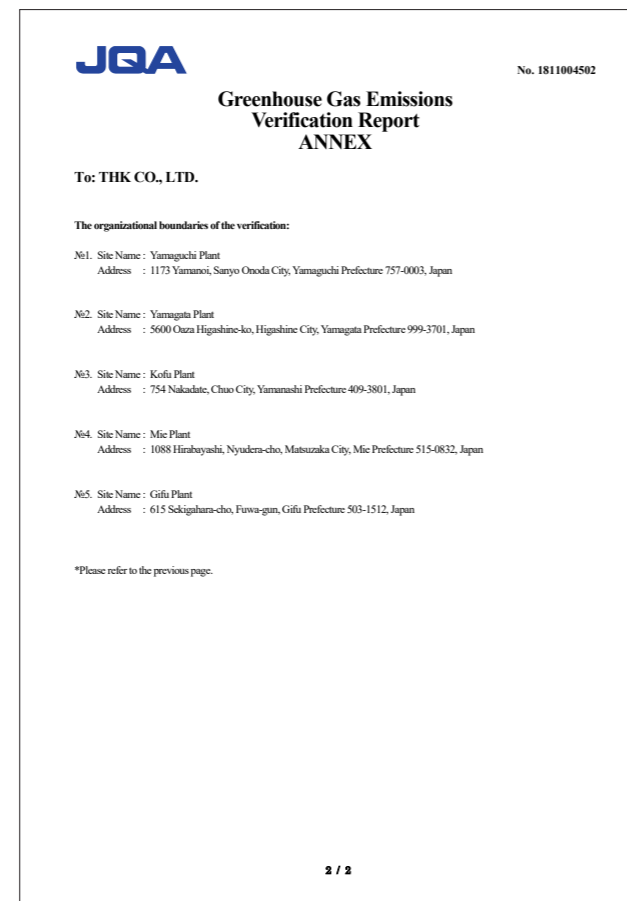 JQA
No. 1811004502
Greenhouse Gas Emissions
Verification Report
ANNEX
To: THK CO., LTD.
The organizational boundaries of the verification:
№1. Site Name : Yamaguchi Plant
Address : 1173 Yamanoi, Sanyo Onoda City, Yamaguchi Prefecture 757-0003, Japan
№2. Site Name : Yamagata Plant
Address : 5600 Oaza Higashine-ko, Higashine City, Yamagata Prefecture 999-3701, Japan
№3. Site Name : Kofu Plant
Address : 754 Nakadate, Chuo City, Yamanashi Prefecture 409-3801, Japan
№4. Site Name : Mie Plant
Address : 1088 Hirabayashi, Nyudera-cho, Matsuzaka City, Mie Prefecture 515-0832, Japan
№5. Site Name : Gifu Plant
Address : 615 Sekigahara-cho, Fuwa-gun, Gifu Prefecture 503-1512, Japan
*Please refer to the previous page.
2 / 2